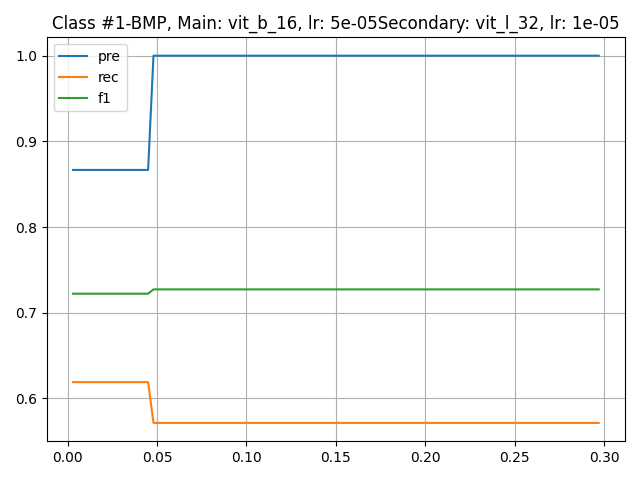 Class #1-BMP, Main: vit_b_16, lr: 5e-05Secondary: vit_l_32, lr: 1e-05
pre
rec
f1
1.0
0.9
0.8
0.7
0.6
0.00 0.05 0.10 0.15 0.20 0.25 0.30